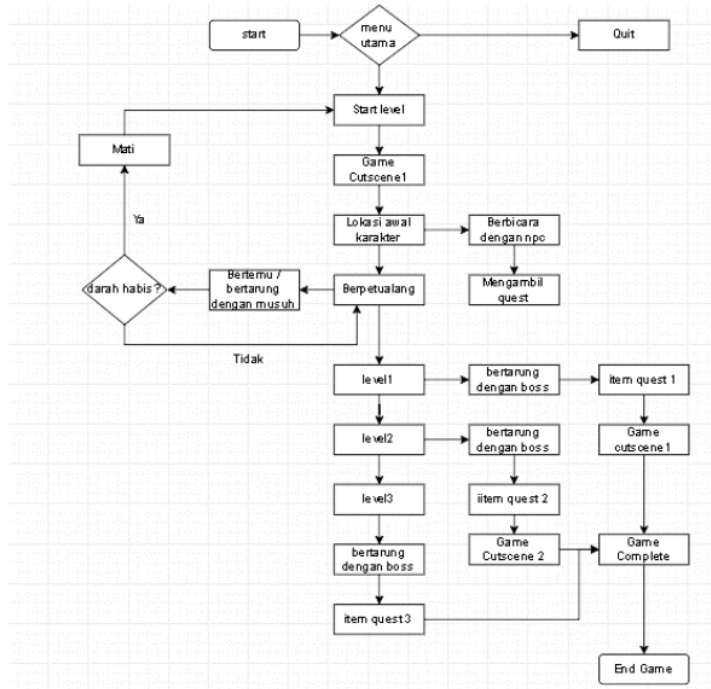 start
menu
utama
Quit
Start level
Mati
Game
Cutscene1
Ya
Lokasi awal
karakter
Berbicara
dengan npc
darah habis?
Bertemu /
bertarung
dengan musuh
Berpetualang
Mengambil
quest
Tidak
level1
bertarung
dengan boss
item quest 1
level2
bertarung
dengan boss
Game
cutscene1
level3
iitem quest 2
bertarung
dengan boss
Game
Cutscene 2
Game
Complete
item quest3
End Game